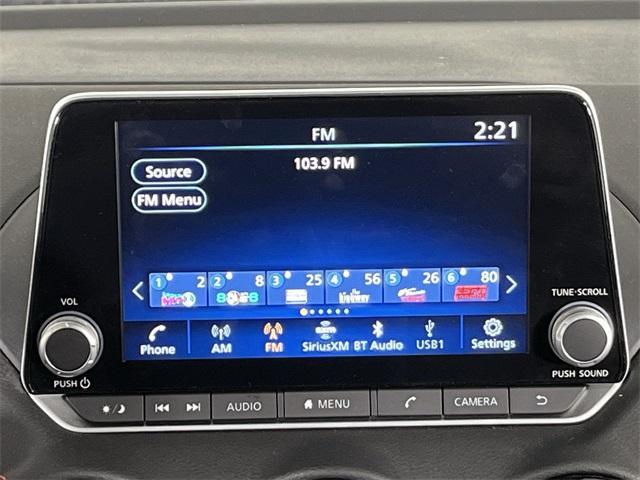 FM
2:21
103.9 FM
Source
FM Menu
1 2
2 8
3 25
4 56
5 26
6 80
the highway
Phone
AM
FM
SiriusXM
BT Audio
USB1
Settings
VOL
PUSH
TUNE·SCROLL
PUSH SOUND
AUDIO
MENU
CAMERA